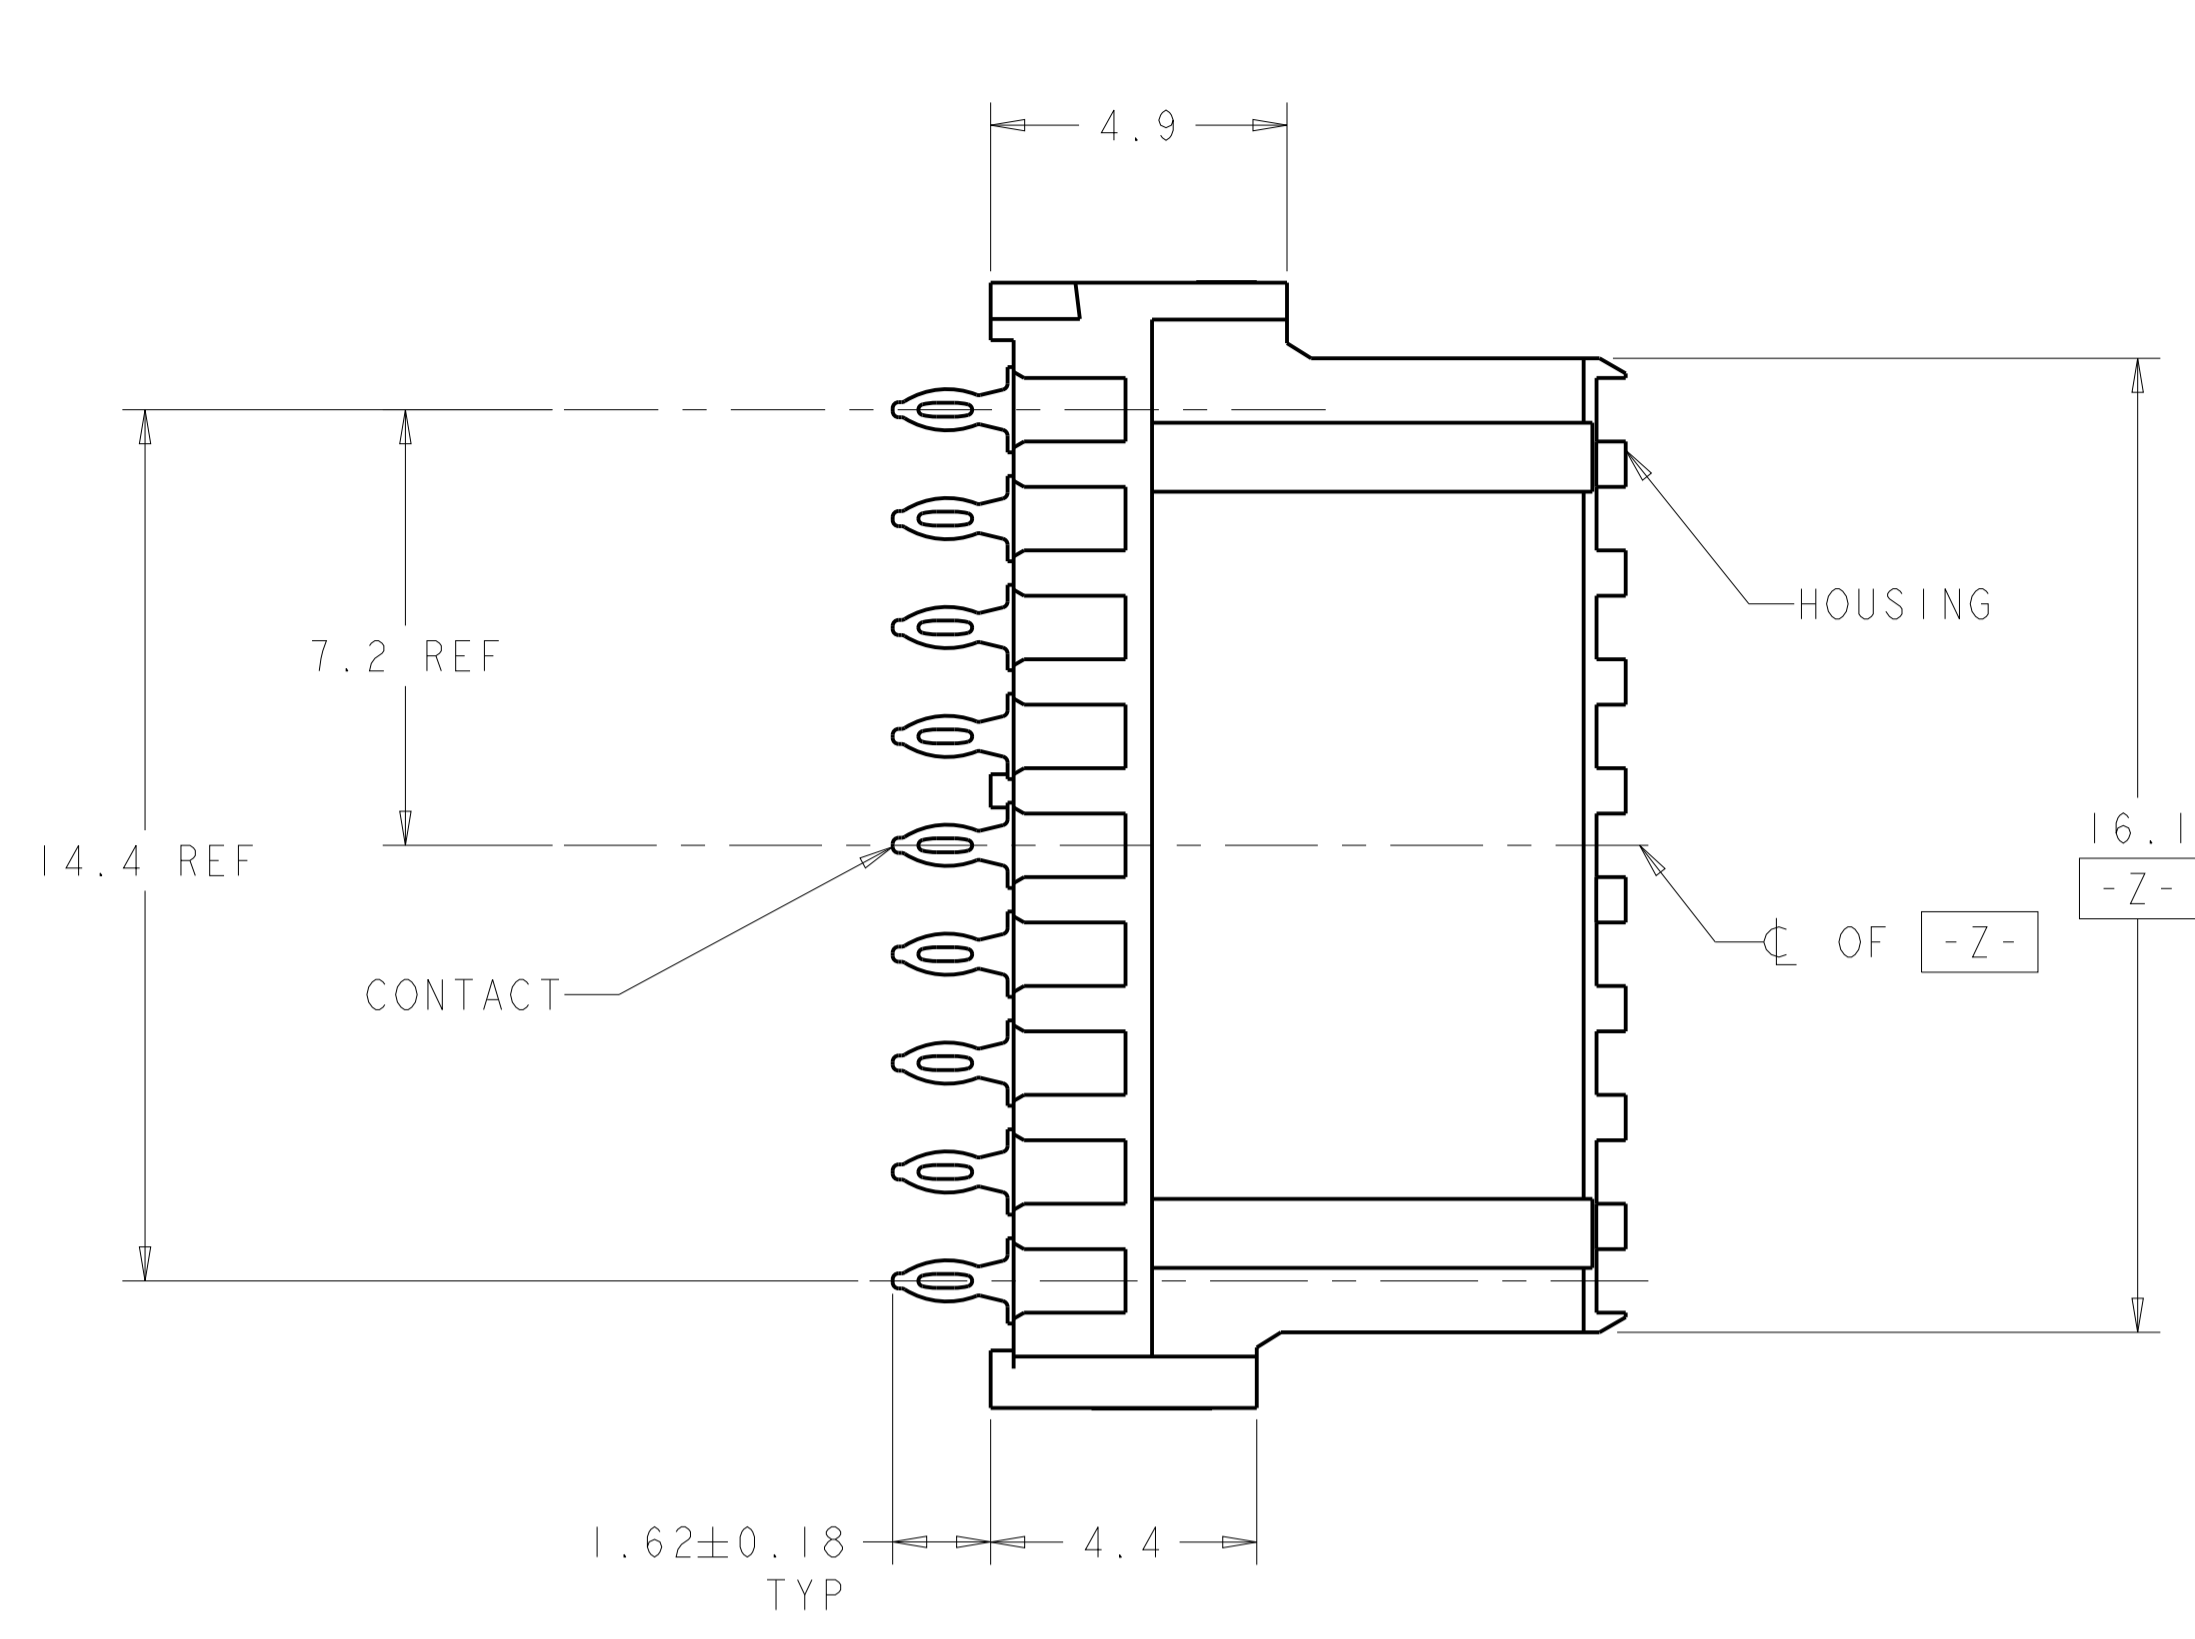 4.9
HOUSING
7.2 REF
16.1
14.4 REF
-Z-
℄ OF -Z-
CONTACT
1.62±0.18
4.4
TYP